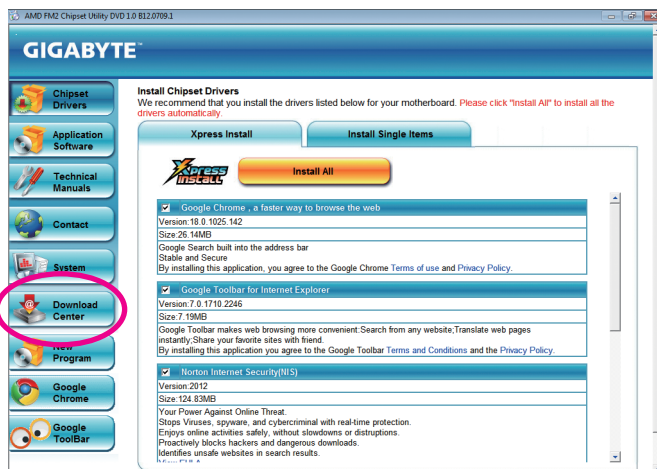 AMD FM2 Chipset Utility DVD 1.0 B12.0709.1
GIGABYTE™
Chipset
Drivers
Application
Software
Technical
Manuals
Contact
System
Download
Center
New
Program
Google
Chrome
Google
ToolBar
Install Chipset Drivers
We recommend that you install the drivers listed below for your motherboard. Please click "Install All" to install all the
drivers automatically.
Xpress Install
Install Single Items
Xpress
INSTALL
Install All
Google Chrome , a faster way to browse the web
Version:18.0.1025.142
Size:26.14MB
Google Search built into the address bar
Stable and Secure
By installing this application, you agree to the Google Chrome Terms of use and Privacy Policy.
Google Toolbar for Internet Explorer
Version:7.0.1710.2246
Size:7.19MB
Google Toolbar makes web browsing more convenient:Search from any website;Translate web pages
instantly;Share your favorite sites with friend.
By installing this application you agree to the Google Toolbar Terms and Conditions and the Privacy Policy.
Norton Internet Security(NIS)
Version:2012
Size:124.83MB
Your Power Against Online Threat.
Stops Viruses, spyware, and cybercriminal with real-time protection.
Enjoys online activities safely, without slowdowns or distruptions.
Proactively blocks hackers and dangerous downloads.
Identifies unsafe websites in search results.
View EULA